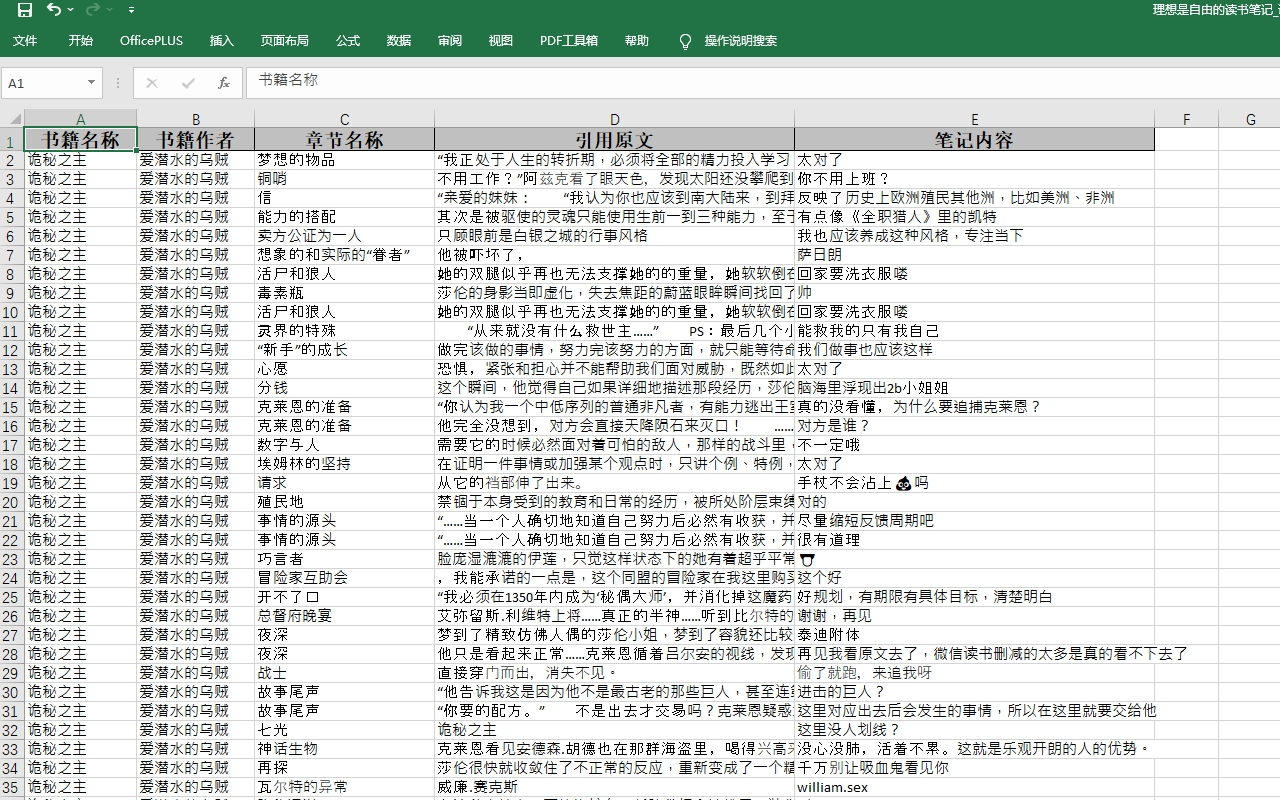 理想是自由的读书笔记_
文件 开始 OfficePLUS 插入 页面布局 公式 数据 审阅 视图 PDF工具箱 帮助 操作说明搜索
A1 fx 书籍名称
A B C D E F G
1 书籍名称 书籍作者 章节名称 引用原文 笔记内容
2 诡秘之主 爱潜水的乌贼 梦想的物品 “我正处于人生的转折期，必须将全部的精力投入学习 太对了
3 诡秘之主 爱潜水的乌贼 铜哨 不用工作？”阿兹克看了眼天色, 发现太阳还没攀爬到 你不用上班？
4 诡秘之主 爱潜水的乌贼 信 “亲爱的妹妹： “我认为你也应该到南大陆来，到拜 反映了历史上欧洲殖民其他洲，比如美洲、非洲
5 诡秘之主 爱潜水的乌贼 能力的搭配 其次是被驱使的灵魂只能使用生前一到三种能力，至于 有点像《全职猎人》里的凯特
6 诡秘之主 爱潜水的乌贼 卖方公证为一人 只顾眼前是白银之城的行事风格 我也应该养成这种风格，专注当下
7 诡秘之主 爱潜水的乌贼 想象的和实际的“眷者” 他被吓坏了， 萨日朗
8 诡秘之主 爱潜水的乌贼 活尸和狼人 她的双腿似乎再也无法支撑她的的重量，她软软倒在 回家要洗衣服喽
9 诡秘之主 爱潜水的乌贼 毒素瓶 莎伦的身影当即虚化，失去焦距的蔚蓝眼眸瞬间找回了 帅
10 诡秘之主 爱潜水的乌贼 活尸和狼人 她的双腿似乎再也无法支撑她的的重量，她软软倒在 回家要洗衣服喽
11 诡秘之主 爱潜水的乌贼 灵界的特殊 “从来就没有什么救世主……” PS：最后几个小 能救我的只有我自己
12 诡秘之主 爱潜水的乌贼 “新手”的成长 做完该做的事情，努力完该努力的方面，就只能等待命 我们做事也应该这样
13 诡秘之主 爱潜水的乌贼 心愿 恐惧，紧张和担心并不能帮助我们面对威胁，既然如此 太对了
14 诡秘之主 爱潜水的乌贼 分钱 这个瞬间，他觉得自己如果详细地描述那段经历，莎伦 脑海里浮现出2b小姐姐
15 诡秘之主 爱潜水的乌贼 克莱恩的准备 “你认为我一个中低序列的普通非凡者，有能力逃出王室 真的没看懂，为什么要追捕克莱恩？
16 诡秘之主 爱潜水的乌贼 克莱恩的准备 他完全没想到，对方会直接天降陨石来灭口！ …… 对方是谁？
17 诡秘之主 爱潜水的乌贼 数字与人 需要它的时候必然面对着可怕的敌人，那样的战斗里， 不一定哦
18 诡秘之主 爱潜水的乌贼 埃姆林的坚持 在证明一件事情或加强某个观点时，只讲个例、特例， 太对了
19 诡秘之主 爱潜水的乌贼 请求 从它的裆部伸了出来。 手杖不会沾上💩吗
20 诡秘之主 爱潜水的乌贼 殖民地 禁锢于本身受到的教育和日常的经历，被所处阶层束缚 对的
21 诡秘之主 爱潜水的乌贼 事情的源头 “……当一个人确切地知道自己努力后必然有收获，并 尽量缩短反馈周期吧
22 诡秘之主 爱潜水的乌贼 事情的源头 “……当一个人确切地知道自己努力后必然有收获，并 很有道理
23 诡秘之主 爱潜水的乌贼 巧言者 脸庞湿漉漉的伊莲，只觉这样状态下的她有着超乎平常
24 诡秘之主 爱潜水的乌贼 冒险家互助会 ，我能承诺的一点是，这个同盟的冒险家在我这里购买 这个好
25 诡秘之主 爱潜水的乌贼 开不了口 “我必须在1350年内成为‘秘偶大师’，并消化掉这魔药 好规划，有期限有具体目标，清楚明白
26 诡秘之主 爱潜水的乌贼 总督府晚宴 艾弥留斯.利维特上将……真正的半神……听到比尔特的 谢谢，再见
27 诡秘之主 爱潜水的乌贼 夜深 梦到了精致仿佛人偶的莎伦小姐，梦到了容貌还比较 泰迪附体
28 诡秘之主 爱潜水的乌贼 夜深 他只是看起来正常……克莱恩循着吕尔安的视线，发现 再见我看原文去了，微信读书删减的太多是真的看不下去了
29 诡秘之主 爱潜水的乌贼 战士 直接穿门而出, 消失不见。 偷了就跑, 来追我呀
30 诡秘之主 爱潜水的乌贼 故事尾声 “他告诉我这是因为他不是最古老的那些巨人，甚至连 进击的巨人？
31 诡秘之主 爱潜水的乌贼 故事尾声 “你要的配方。” 不是出去才交易吗？克莱恩疑惑 这里对应出去后会发生的事情，所以在这里就要交给他
32 诡秘之主 爱潜水的乌贼 七光 诡秘之主 这里没人划线？
33 诡秘之主 爱潜水的乌贼 神话生物 克莱恩看见安德森.胡德也在那群海盗里，喝得兴高采 没心没肺，活着不累。这就是乐观开朗的人的优势。
34 诡秘之主 爱潜水的乌贼 再探 莎伦很快就收敛住了不正常的反应，重新变成了一个精 千万别让吸血鬼看见你
35 诡秘之主 爱潜水的乌贼 瓦尔特的异常 威廉.赛克斯 william.sex